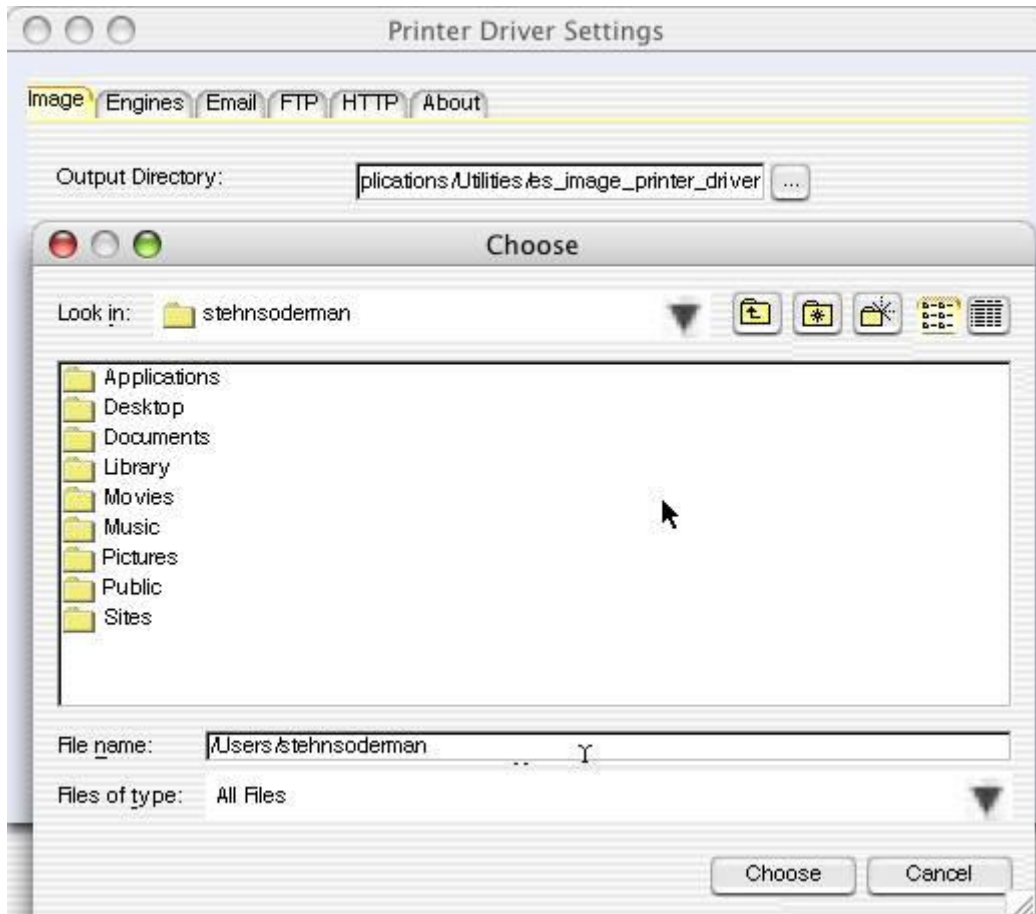 Printer Driver Settings
Image Engines Email FTP HTTP About
Output Directory: plications/Utilities/es_image_printer_driver ...
Choose
Look in: stehnsoderman
Applications
Desktop
Documents
Library
Movies
Music
Pictures
Public
Sites
File name: /Users/stehnsoderman
Files of type: All Files
Choose Cancel